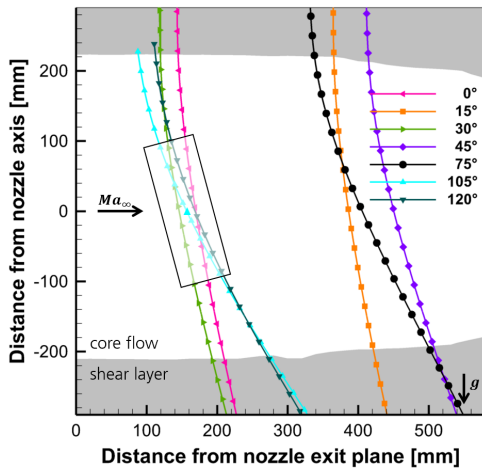 Distance from nozzle axis [mm]
200
100
0
-100
-200
0°
15°
30°
45°
75°
105°
120°
Ma∞
core flow
shear layer
g
0 100 200 300 400 500
Distance from nozzle exit plane [mm]